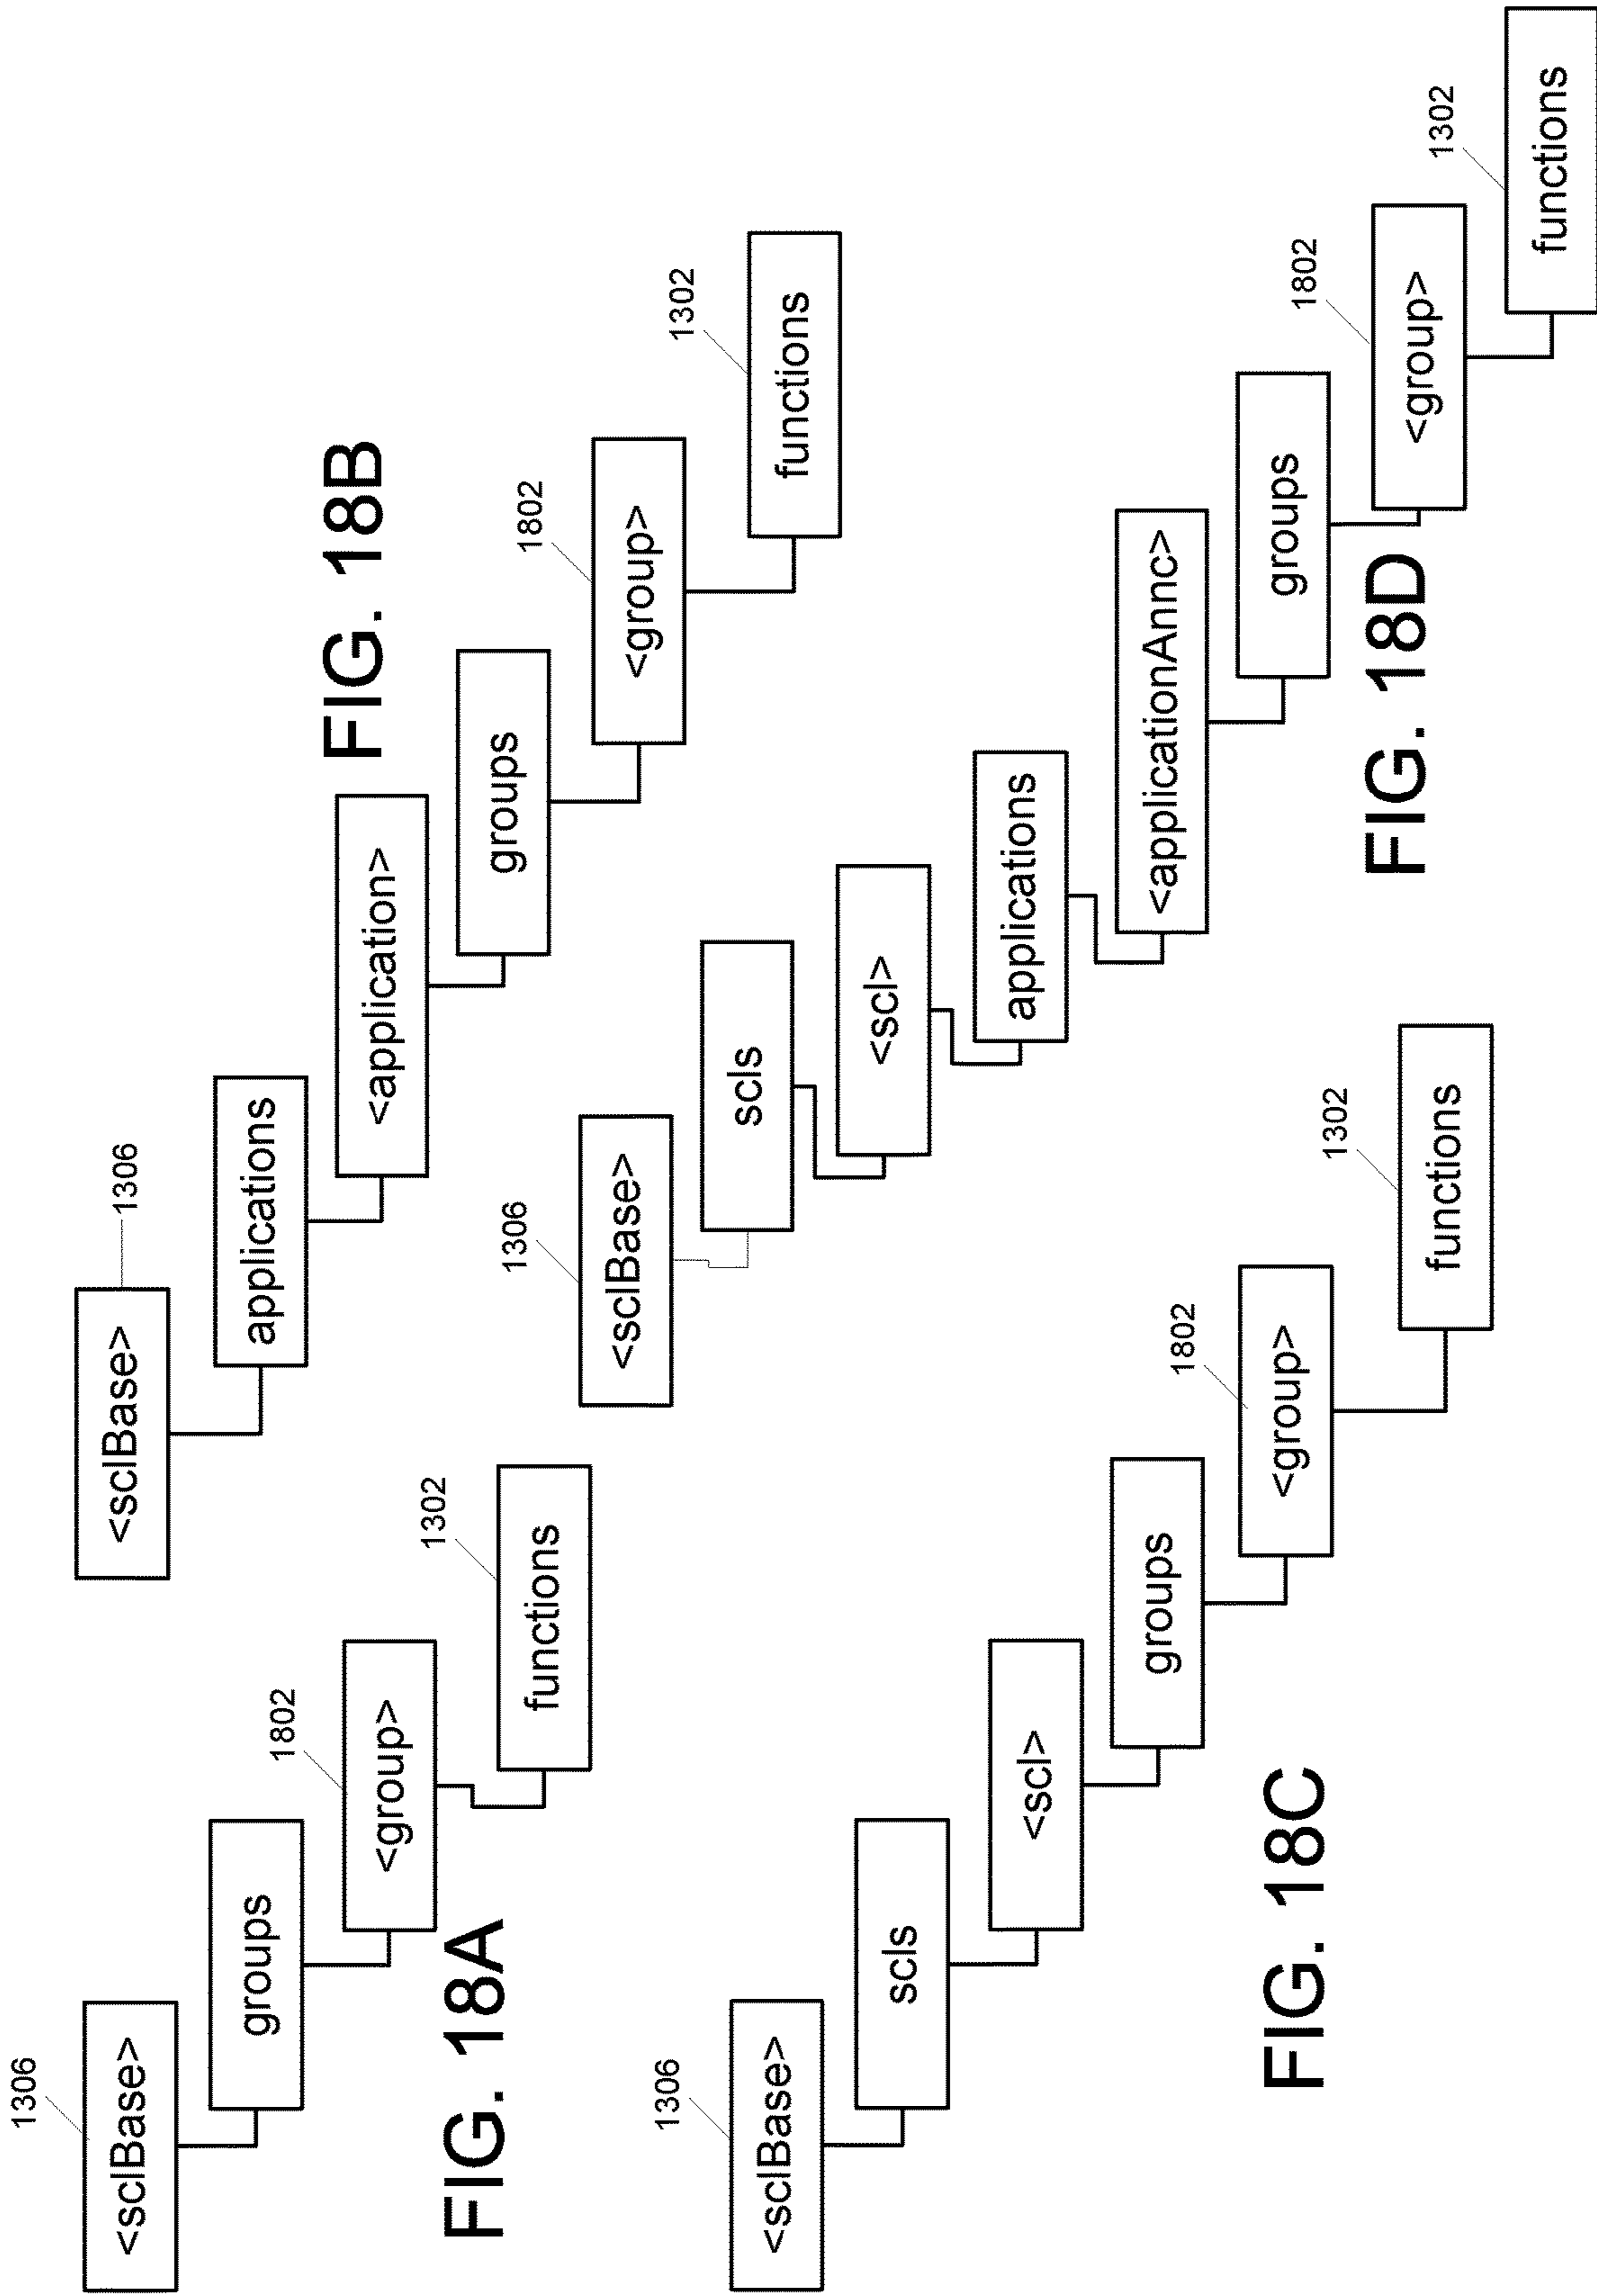 1306
<sclBase>
groups
1802
<group>
1302
functions
FIG. 18A
1306
<sclBase>
applications
<application>
groups
1802
<group>
1302
functions
FIG. 18B
1306
<sclBase>
scls
<scl>
groups
1802
<group>
1302
functions
FIG. 18C
1306
<sclBase>
scls
<scl>
applications
<applicationAnnc>
groups
1802
<group>
1302
functions
FIG. 18D